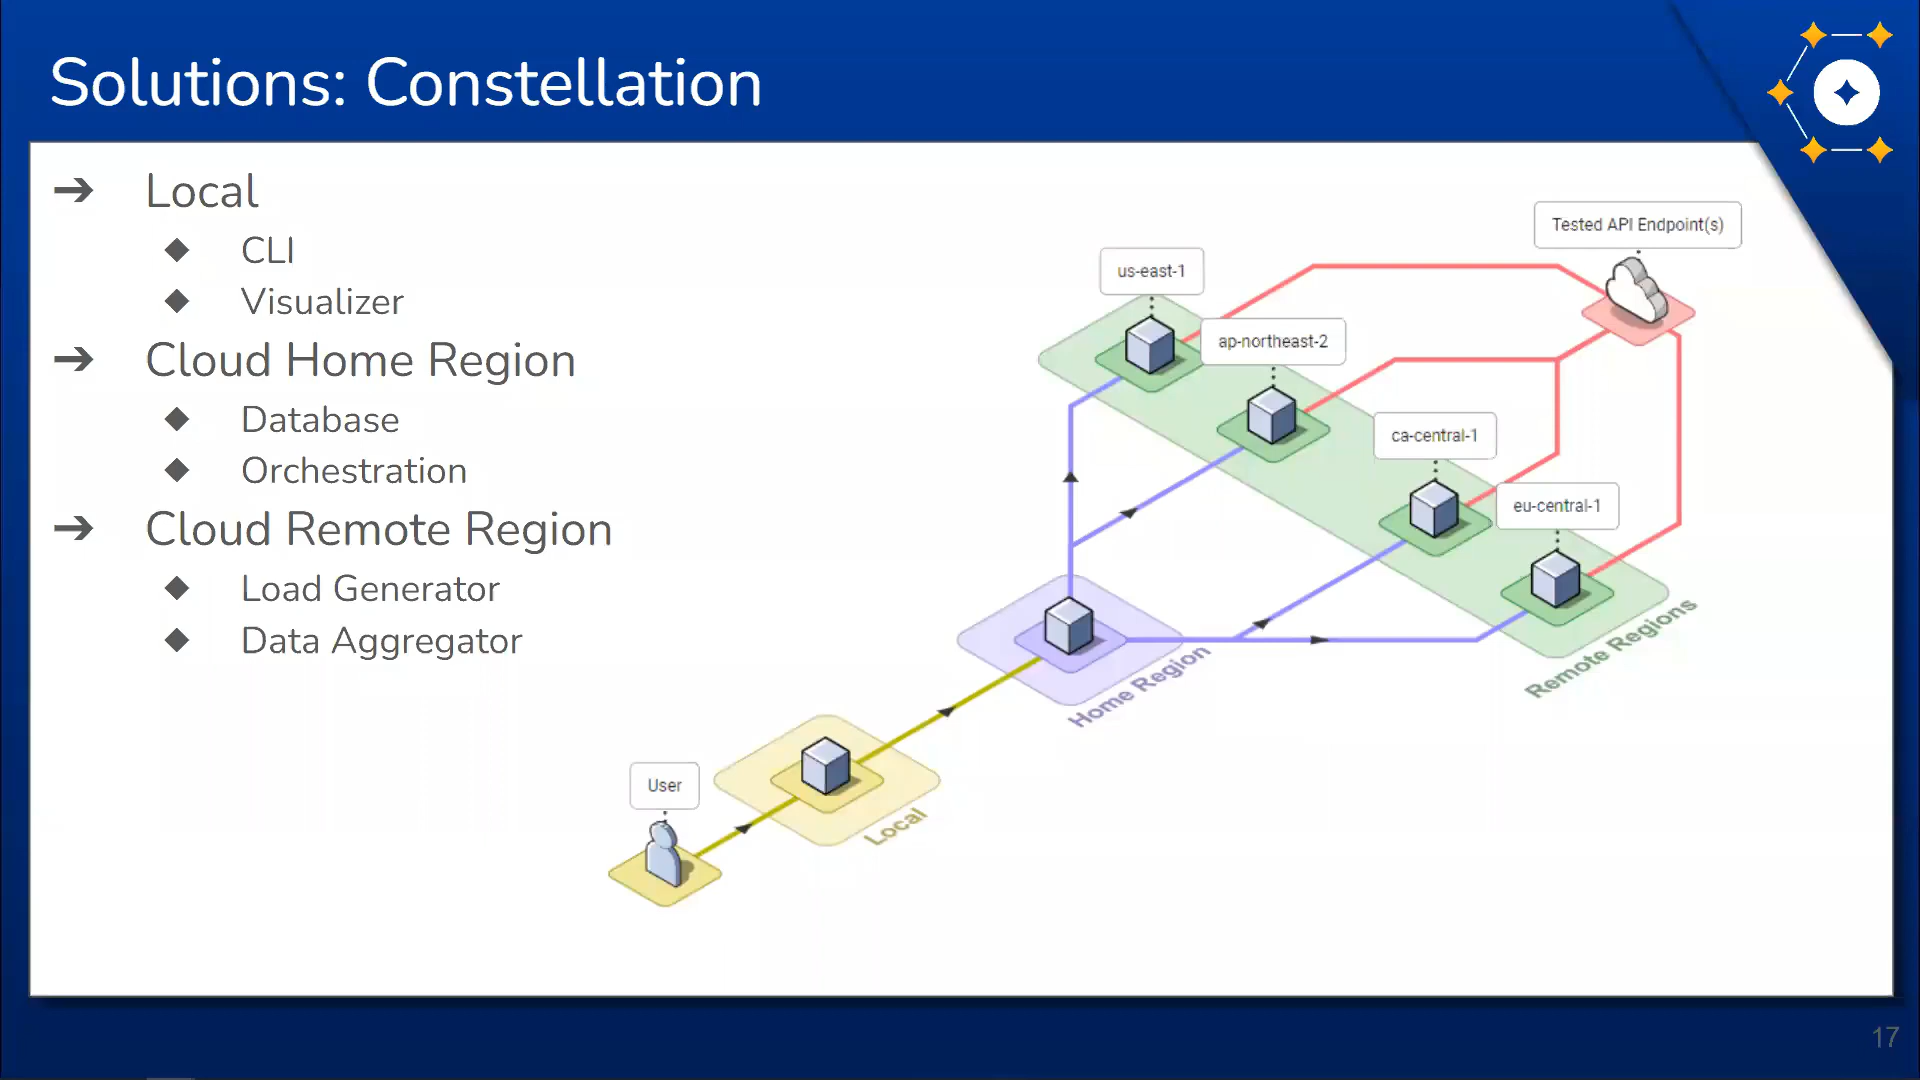 Solutions: Constellation
➔ Local
◆ CLI
◆ Visualizer
➔ Cloud Home Region
◆ Database
◆ Orchestration
➔ Cloud Remote Region
◆ Load Generator
◆ Data Aggregator
Tested API Endpoint(s)
us-east-1
ap-northeast-2
ca-central-1
eu-central-1
Remote Regions
Home Region
User
Local
17